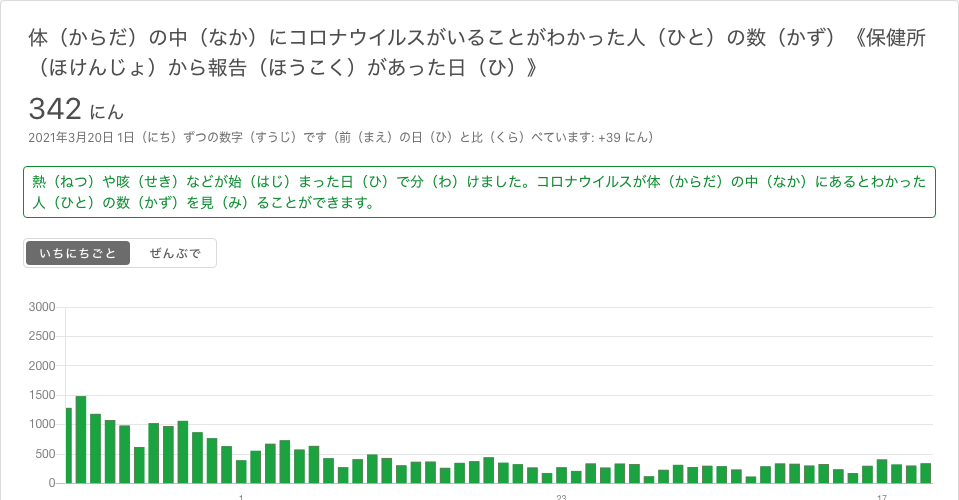 体（からだ）の中（なか）にコロナウイルスがいることがわかった人（ひと）の数（かず）《保健所
（ほけんじょ）から報告（ほうこく）があった日（ひ）》
342 にん
2021年3月20日 1日（にち）ずつの数字（すうじ）です（前（まえ）の日（ひ）と比（くら）べています: +39 にん）
熱（ねつ）や咳（せき）などが始（はじ）まった日（ひ）で分（わ）けました。コロナウイルスが体（からだ）の中（なか）にあるとわかった
人（ひと）の数（かず）を見（み）ることができます。
いちにちごと ぜんぶで
3000
2500
2000
1500
1000
500
0
1 23 17